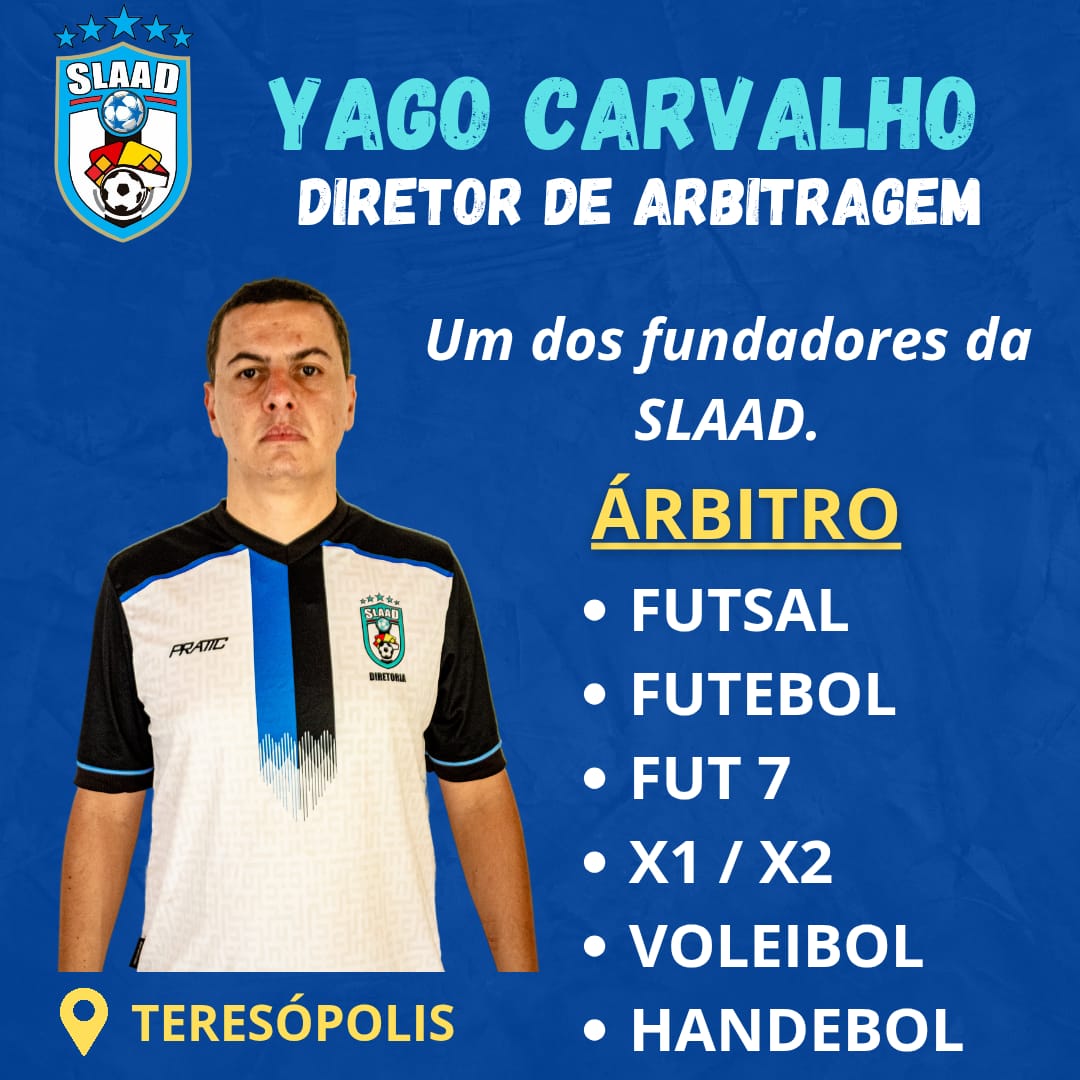 SLAAD
YAGO CARVALHO
DIRETOR DE ARBITRAGEM
Um dos fundadores da
SLAAD.
ÁRBITRO
• FUTSAL
• FUTEBOL
• FUT 7
• X1 / X2
• VOLEIBOL
• HANDEBOL
PRATIC
SLAAD
DIRETORIA
TERESÓPOLIS